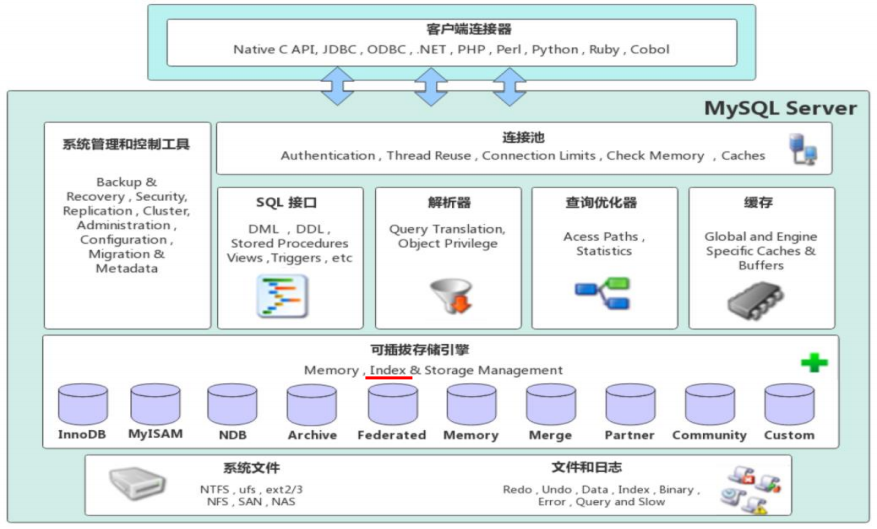 客户端连接器
Native C API, JDBC , ODBC , .NET , PHP , Perl , Python , Ruby , Cobol
MySQL Server
系统管理和控制工具
Backup &
Recovery , Security,
Replication , Cluster,
Administration ,
Configuration ,
Migration &
Metadata
连接池
Authentication , Thread Reuse , Connection Limits , Check Memory , Caches
SQL 接口
DML , DDL ,
Stored Procedures
Views ,Triggers , etc
解析器
Query Translation,
Object Privilege
查询优化器
Acess Paths ,
Statistics
缓存
Global and Engine
Specific Caches &
Buffers
可插拔存储引擎
Memory , Index & Storage Management
InnoDB
MyISAM
NDB
Archive
Federated
Memory
Merge
Partner
Community
Custom
系统文件
NTFS , ufs , ext2/3
NFS , SAN , NAS
文件和日志
Redo , Undo , Data , Index , Binary ,
Error , Query and Slow